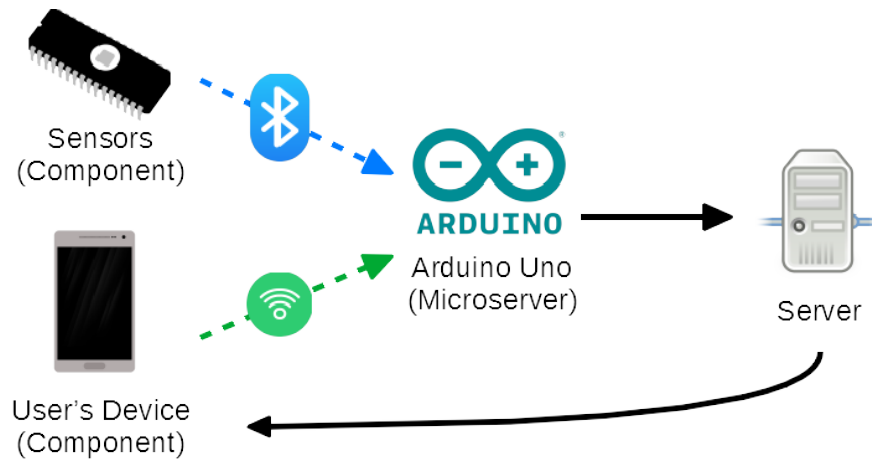 Sensors
(Component)
ARDUINO
Arduino Uno
(Microserver)
Server
User's Device
(Component)